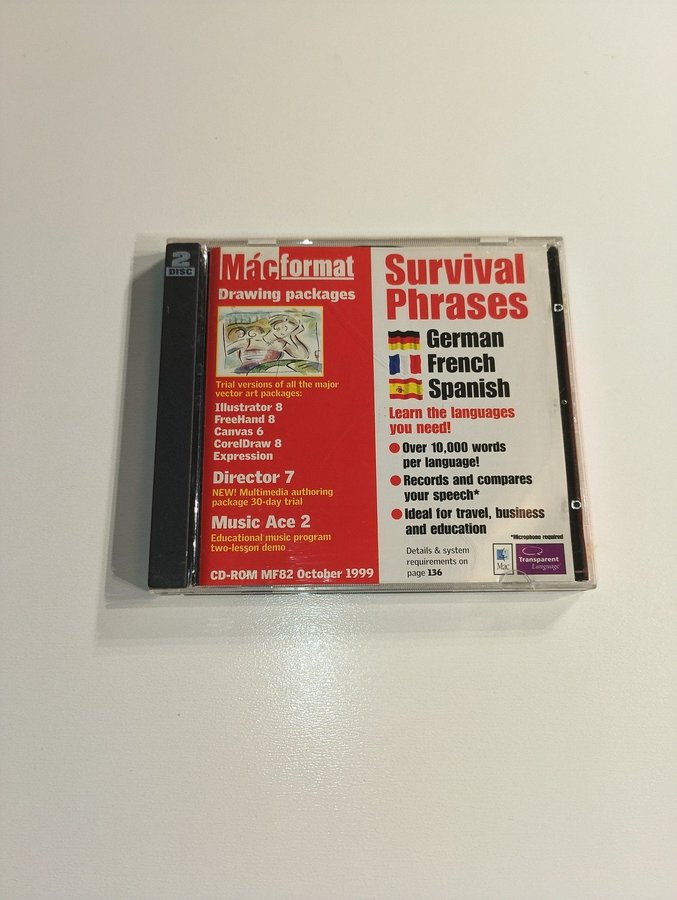 2
DISC
Mácformat
Drawing packages
Trial versions of all the major
vector art packages:
Illustrator 8
FreeHand 8
Canvas 6
CorelDraw 8
Expression
Director 7
NEW! Multimedia authoring
package 30-day trial
Music Ace 2
Educational music program
two-lesson demo
CD-ROM MF82 October 1999
Survival
Phrases
German
French
Spanish
Learn the languages
you need!
Over 10,000 words
per language!
Records and compares
your speech*
Ideal for travel, business
and education
*Microphone required
Details & system
requirements on
page 136
Mac
Transparent
Language